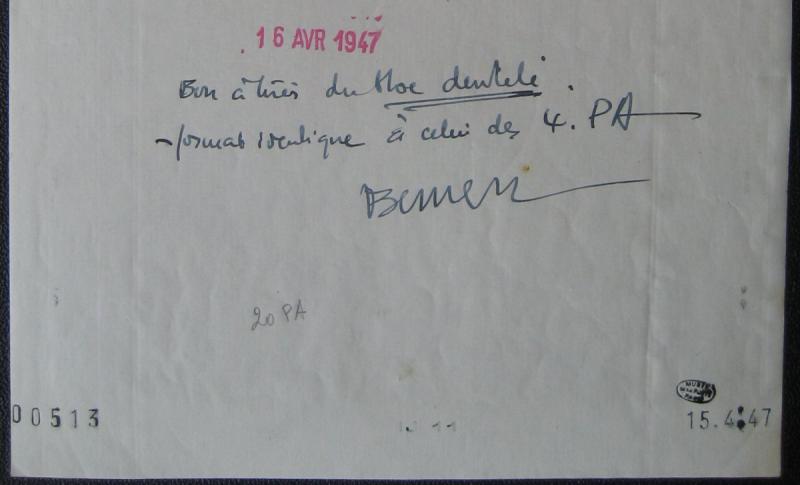 16 AVR 1947
Bon à tirer du bloc dentelé.
format identique à celui des 4. PA
20 PA
MUSÉE
00513
15.4.47